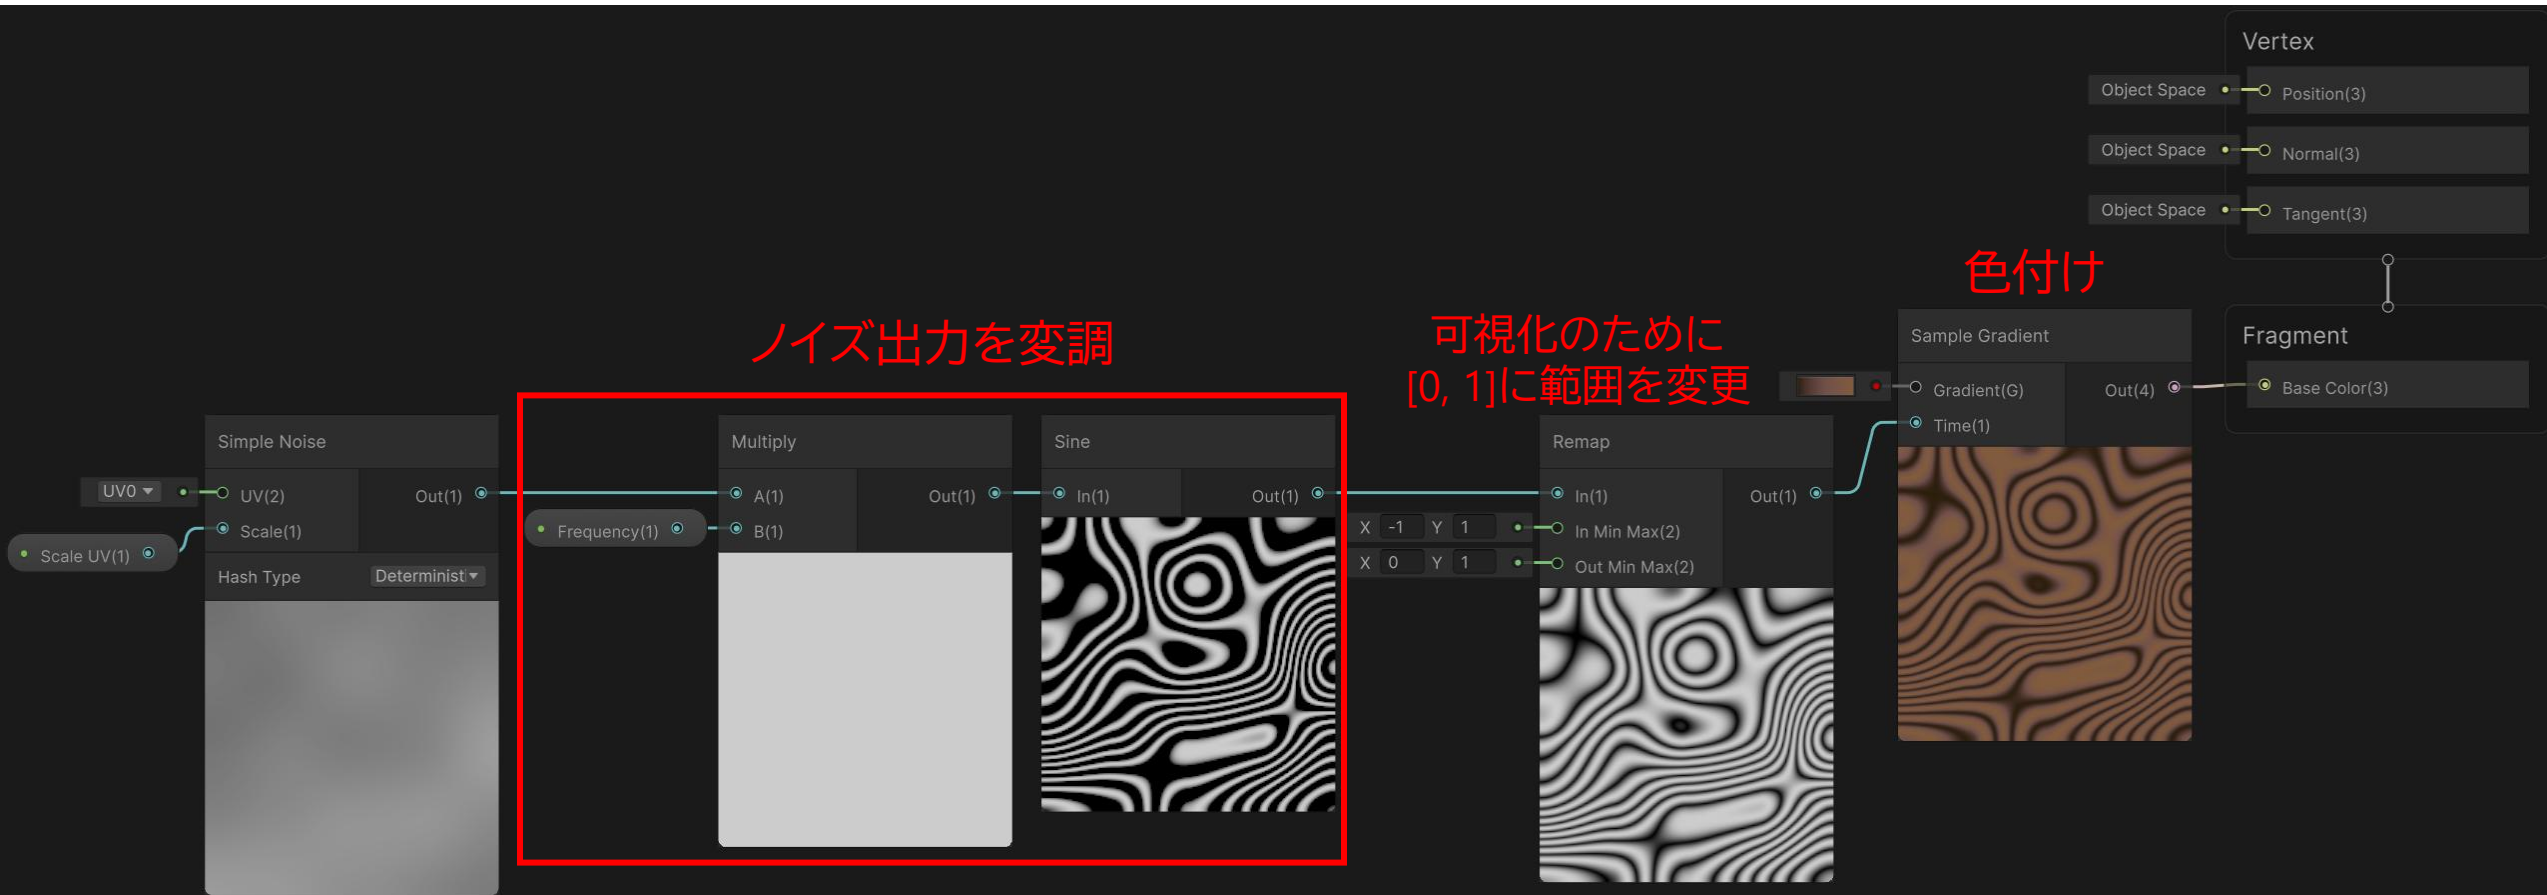 Vertex
Object Space
Position(3)
Object Space
Normal(3)
Object Space
Tangent(3)
色付け
ノイズ出力を変調
可視化のために
[0, 1]に範囲を変更
Sample Gradient
Gradient(G)
Out(4)
Time(1)
Fragment
Base Color(3)
Simple Noise
UV0
UV(2)
Out(1)
Scale UV(1)
Scale(1)
Hash Type
Determinist
Multiply
A(1)
Out(1)
Frequency(1)
B(1)
Sine
In(1)
Out(1)
Remap
In(1)
Out(1)
X -1 Y 1
In Min Max(2)
X 0 Y 1
Out Min Max(2)